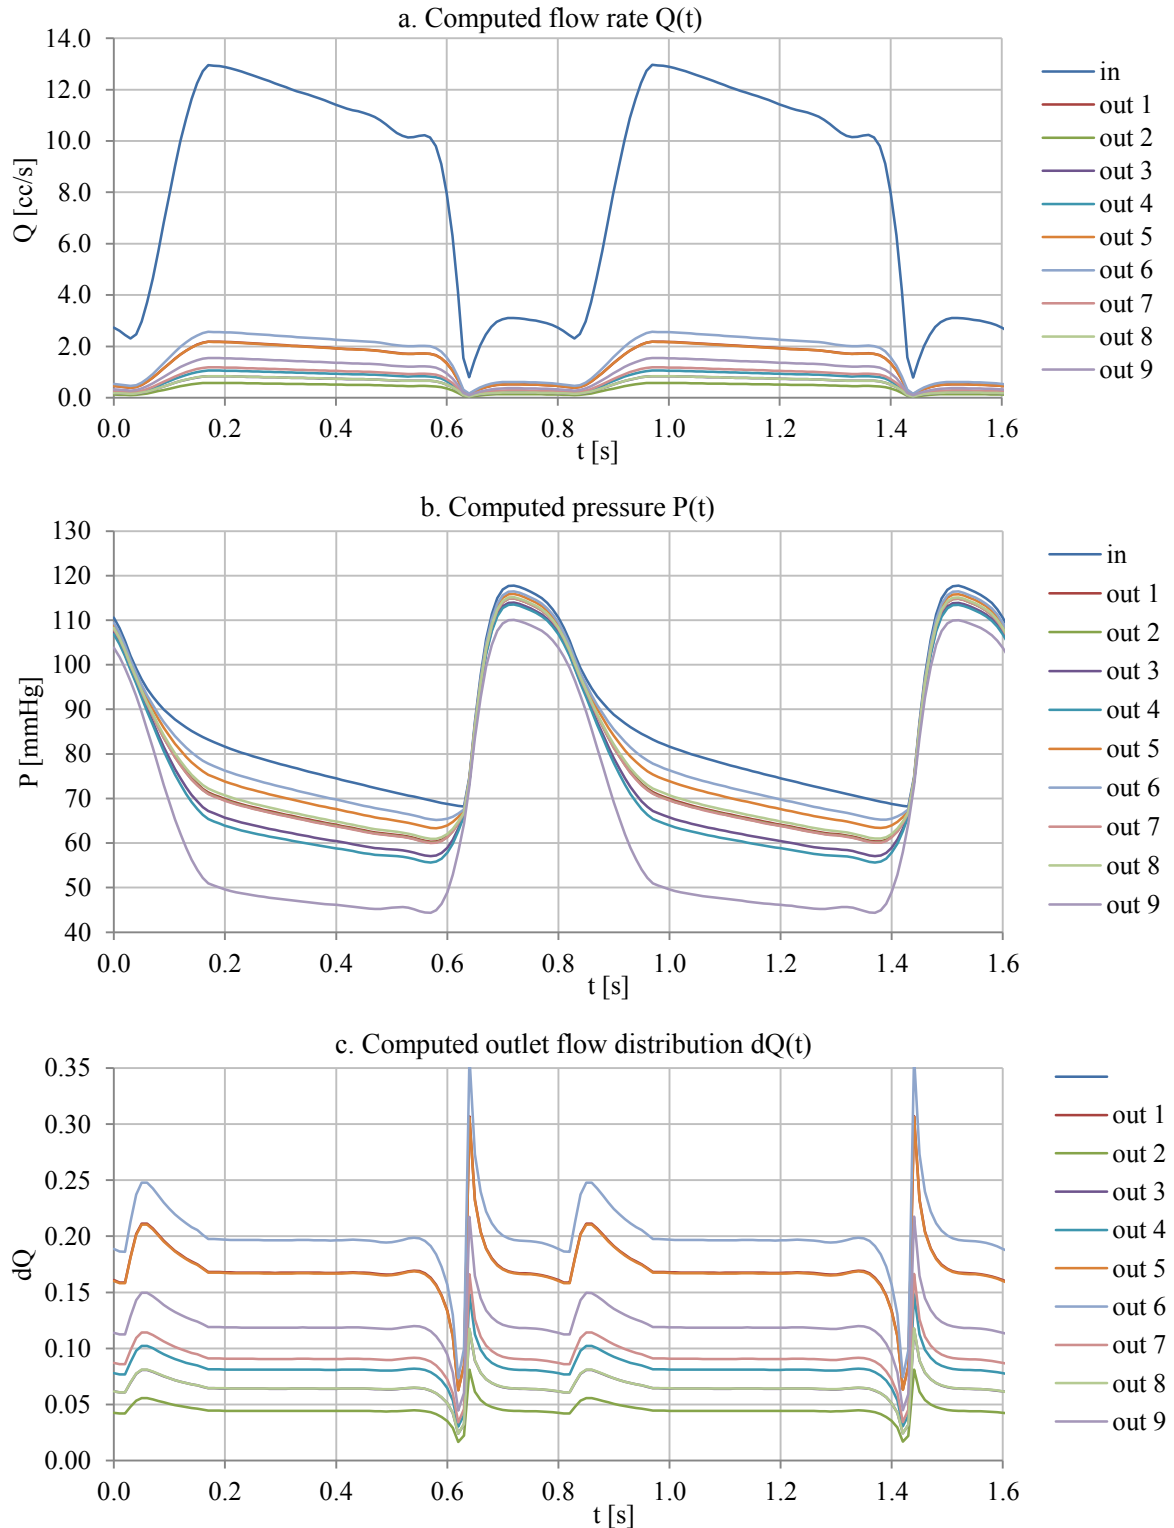 a. Computed flow rate Q(t)
Q [cc/s]
14.0
12.0
10.0
8.0
6.0
4.0
2.0
0.0
0.0 0.2 0.4 0.6 0.8 1.0 1.2 1.4 1.6
t [s]
in
out 1
out 2
out 3
out 4
out 5
out 6
out 7
out 8
out 9
b. Computed pressure P(t)
P [mmHg]
130
120
110
100
90
80
70
60
50
40
0.0 0.2 0.4 0.6 0.8 1.0 1.2 1.4 1.6
t [s]
in
out 1
out 2
out 3
out 4
out 5
out 6
out 7
out 8
out 9
c. Computed outlet flow distribution dQ(t)
dQ
0.35
0.30
0.25
0.20
0.15
0.10
0.05
0.00
0.0 0.2 0.4 0.6 0.8 1.0 1.2 1.4 1.6
t [s]
out 1
out 2
out 3
out 4
out 5
out 6
out 7
out 8
out 9